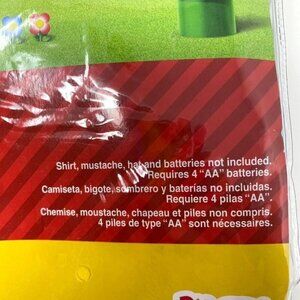 Shirt, mustache, hat and batteries not included.
Requires 4 "AA" batteries.
Camiseta, bigote, sombrero y baterías no incluidas.
Requiere 4 pilas "AA".
Chemise, moustache, chapeau et piles non compris.
4 piles de type "AA" sont nécessaires.